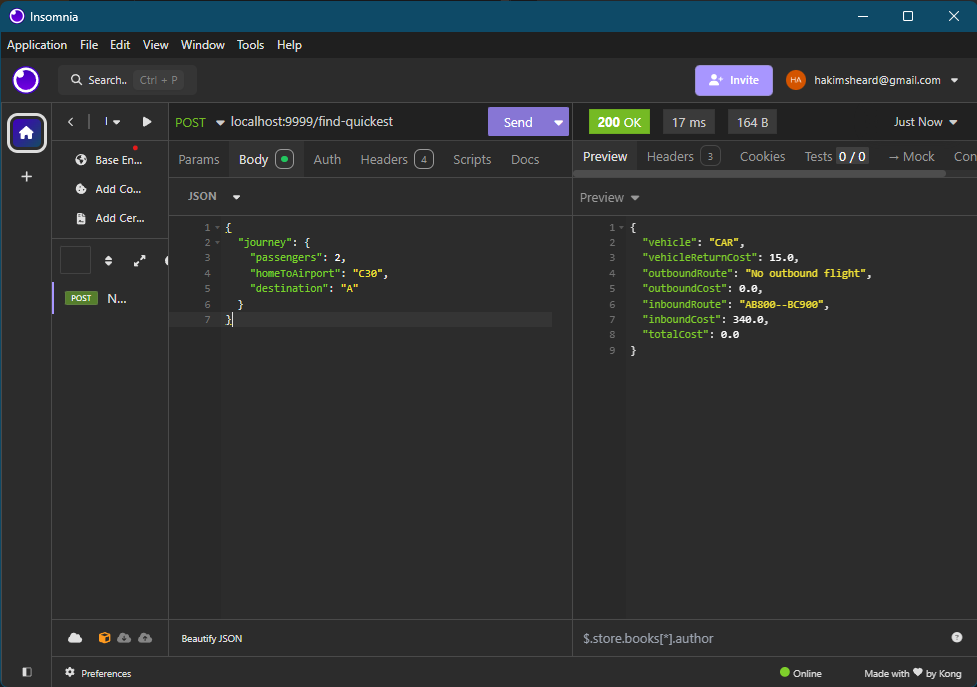 Insomnia
Application File Edit View Window Tools Help
Search.. Ctrl + P
Invite
HA hakimsheard@gmail.com
I
POST localhost:9999/find-quickest
Send
200 OK 17 ms 164 B
Just Now
Base En...
Add Co...
Add Cer...
POST N...
Params Body Auth Headers 4 Scripts Docs
JSON
1 {
2 "journey": {
3 "passengers": 2,
4 "homeToAirport": "C30",
5 "destination": "A"
6 }
7 }
Beautify JSON
Preview Headers 3 Cookies Tests 0 / 0 → Mock Con
Preview
1 {
2 "vehicle": "CAR",
3 "vehicleReturnCost": 15.0,
4 "outboundRoute": "No outbound flight",
5 "outboundCost": 0.0,
6 "inboundRoute": "AB800--BC900",
7 "inboundCost": 340.0,
8 "totalCost": 0.0
9 }
$.store.books[*].author
?
Preferences
Online
Made with ♥ by Kong